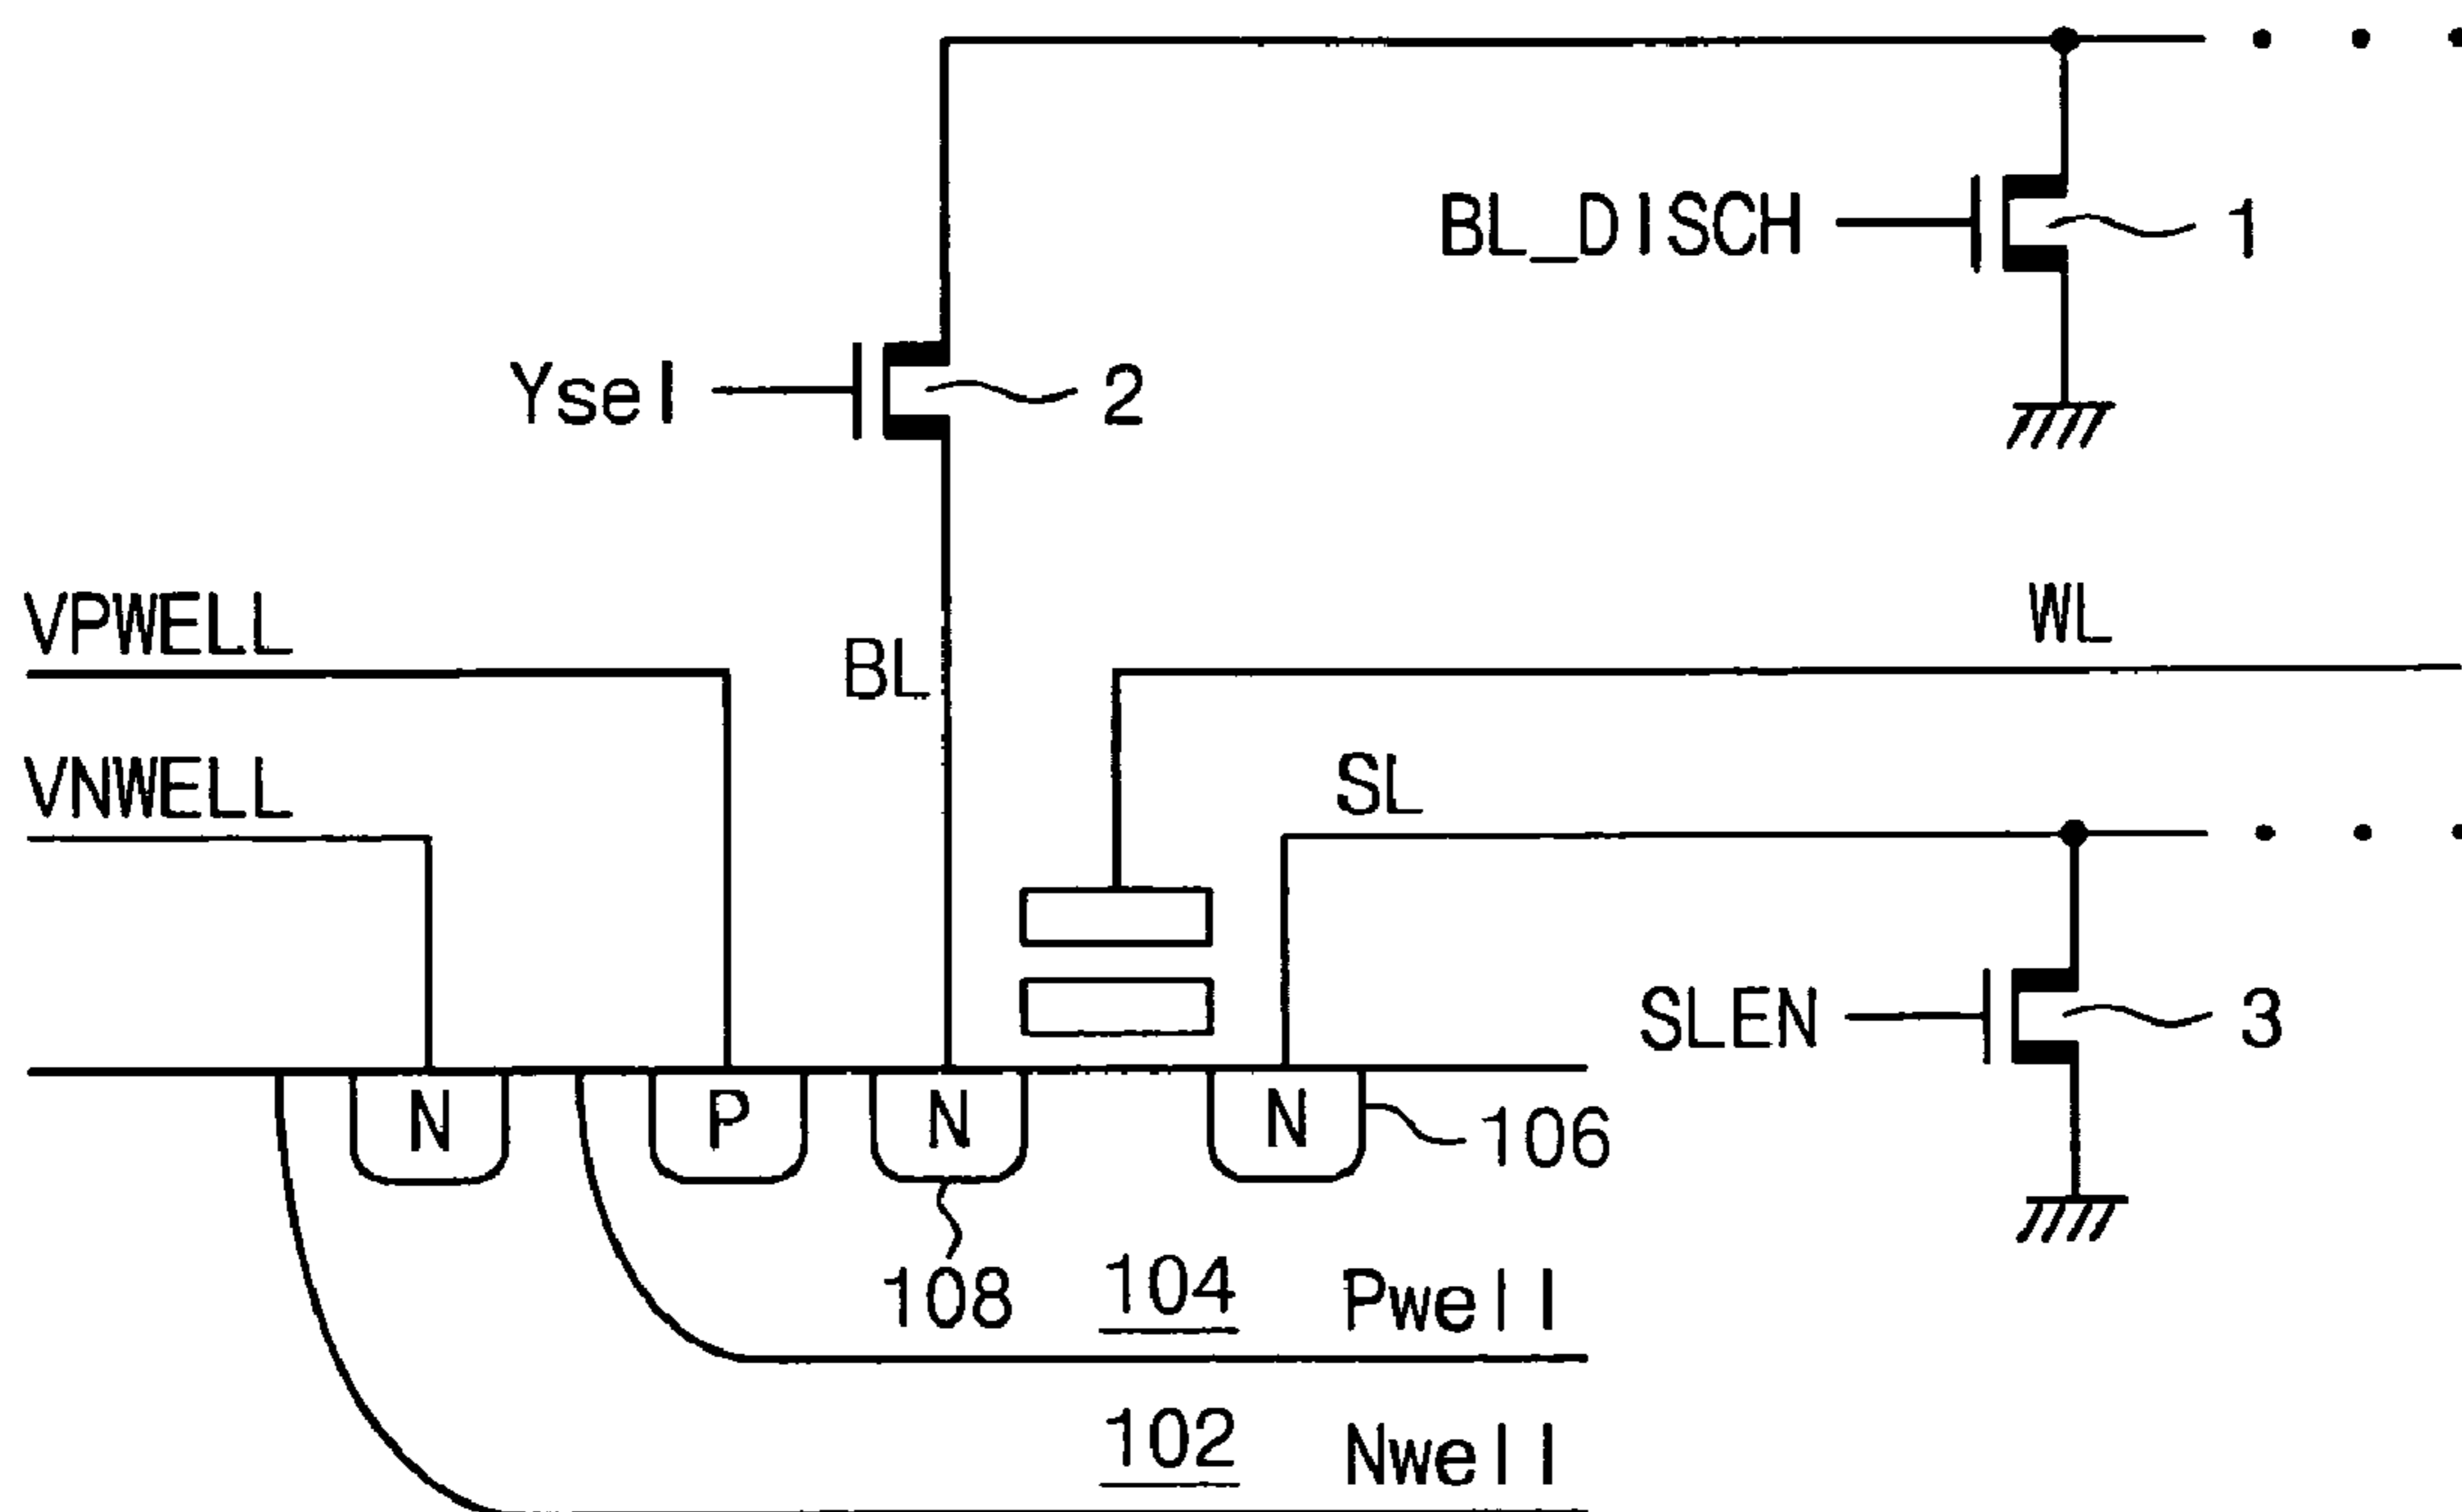 BL_DISCH
1
Ysel
2
VPWELL
BL
WL
VNWELL
SL
SLEN
3
N
P
N
N
106
108
104
Pwell
102
Nwell